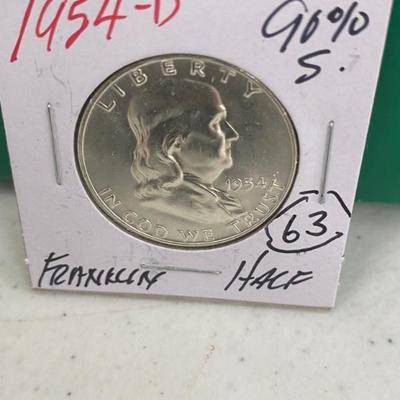 1954-D 90%
S.
LIBERTY
1954
IN GOD WE TRUST
63
FRANKLIN HALF